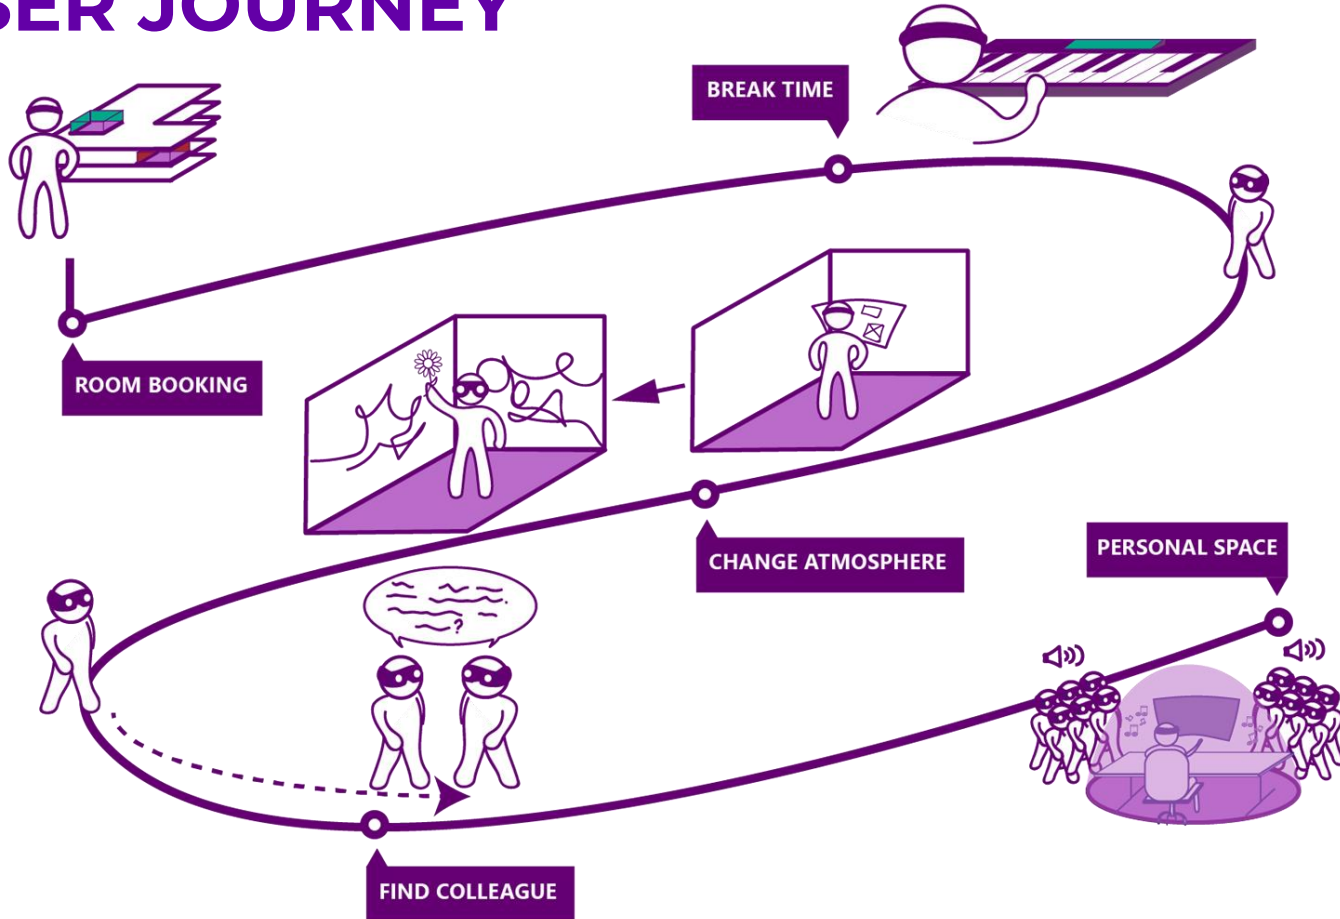 SER JOURNEY
BREAK TIME
ROOM BOOKING
CHANGE ATMOSPHERE
PERSONAL SPACE
?
FIND COLLEAGUE